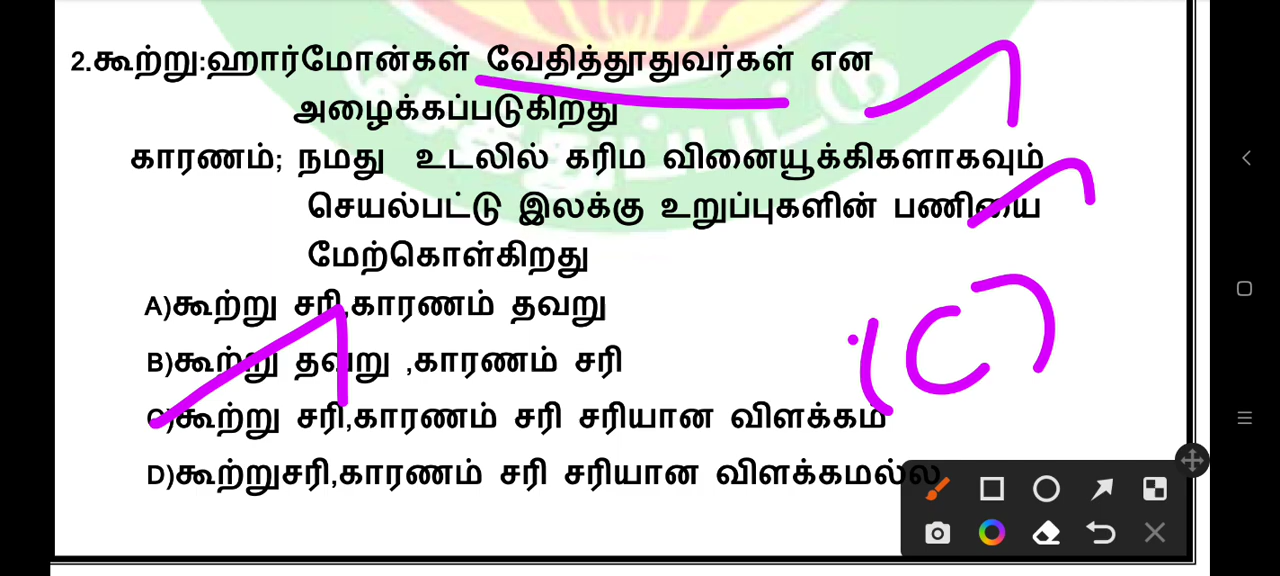 2.கூற்று:ஹார்மோன்கள் வேதித்தூதுவர்கள் என
அழைக்கப்படுகிறது
காரணம்; நமது உடலில் கரிம வினையூக்கிகளாகவும்
செயல்பட்டு இலக்கு உறுப்புகளின் பணியை
மேற்கொள்கிறது
A)கூற்று சரி,காரணம் தவறு
B)கூற்று தவறு ,காரணம் சரி
(C)
C)கூற்று சரி,காரணம் சரி சரியான விளக்கம்
D)கூற்றுசரி,காரணம் சரி சரியான விளக்கமல்ல